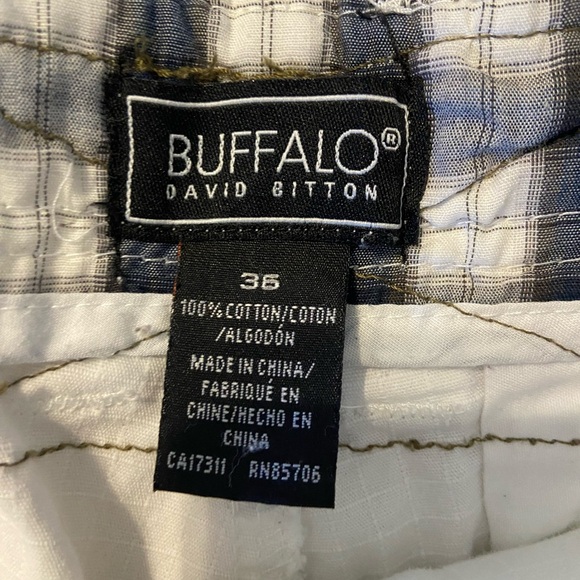 BUFFALO®
DAVID BITTON
36
100% COTTON/COTON
/ALGODÓN
MADE IN CHINA/
FABRIQUÉ EN
CHINE/HECHO EN
CHINA
CA17311 RN85706